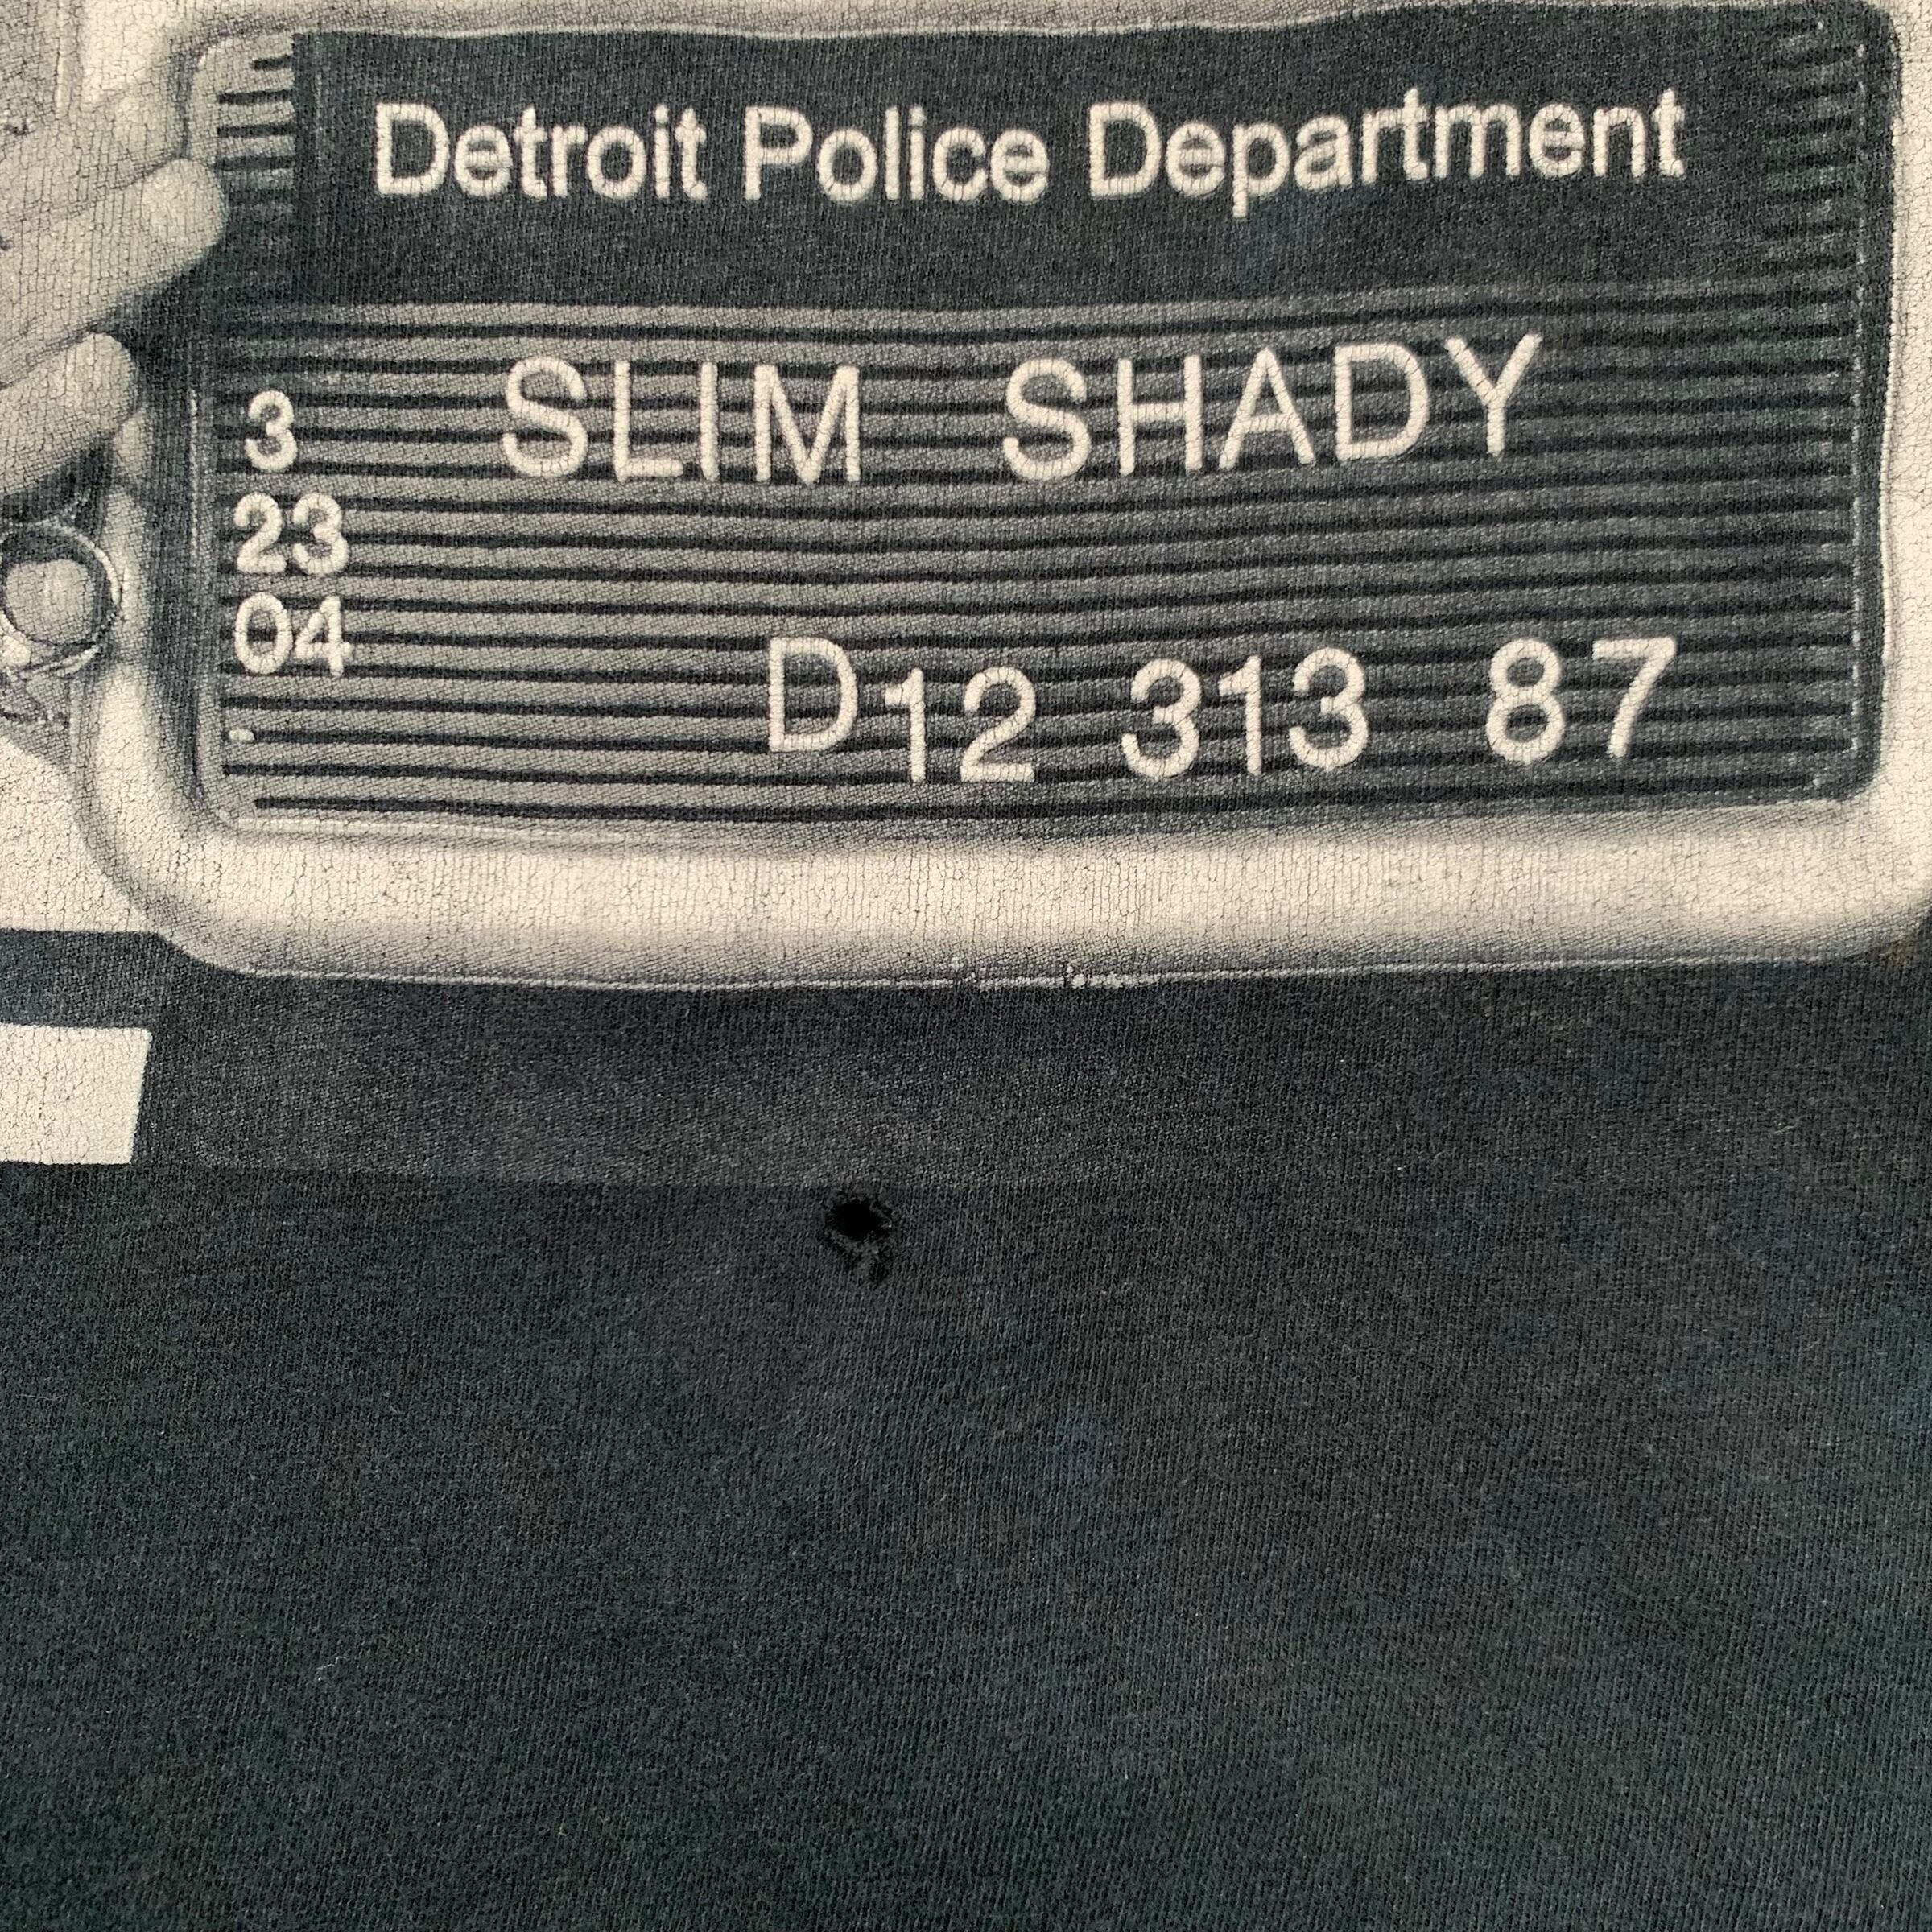 Detroit Police Department
SLIM SHADY
3
23
04
D12 313 87